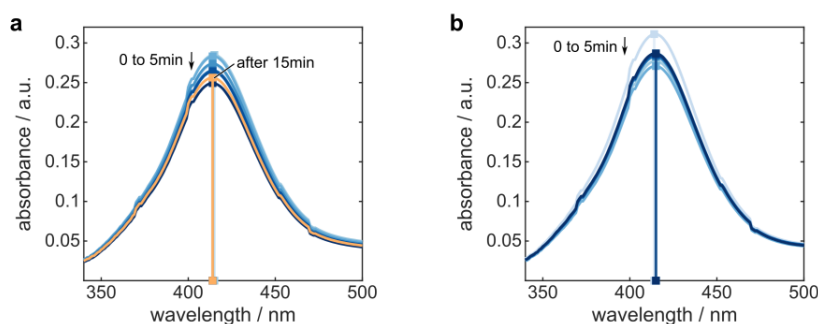 a
0.3
0.25
0.2
0.15
0.1
0.05
350
400
450
500
absorbance / a.u.
wavelength / nm
0 to 5min
after 15min
b
0.3
0.25
0.2
0.15
0.1
0.05
350
400
450
500
absorbance / a.u.
wavelength / nm
0 to 5min